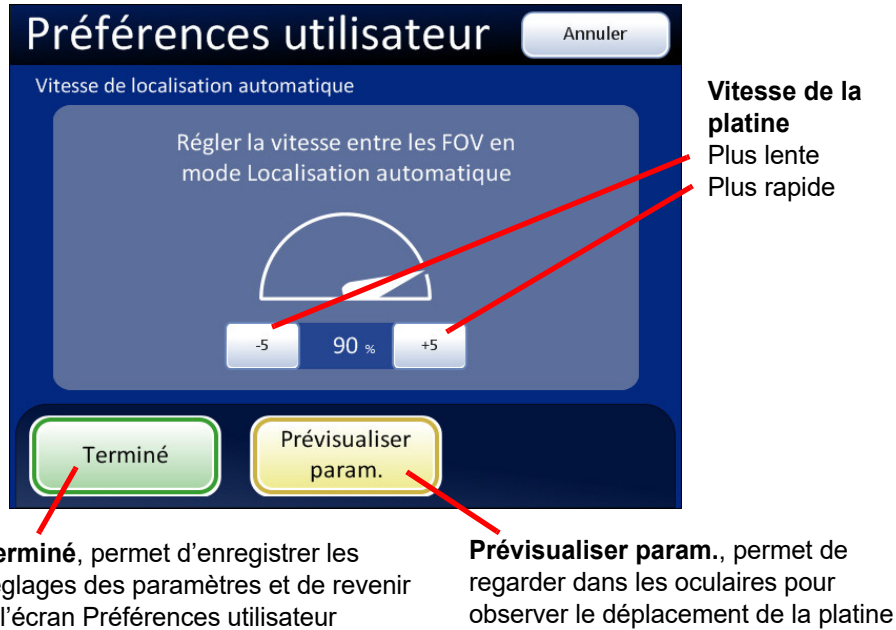 Préférences utilisateur
Annuler
Vitesse de localisation automatique
Régler la vitesse entre les FOV en
mode Localisation automatique
-5
90 %
+5
Terminé
Prévisualiser
param.
Vitesse de la
platine
Plus lente
Plus rapide
erminé, permet d'enregistrer les
églages des paramètres et de revenir
l'écran Préférences utilisateur
Prévisualiser param., permet de
regarder dans les oculaires pour
observer le déplacement de la platine